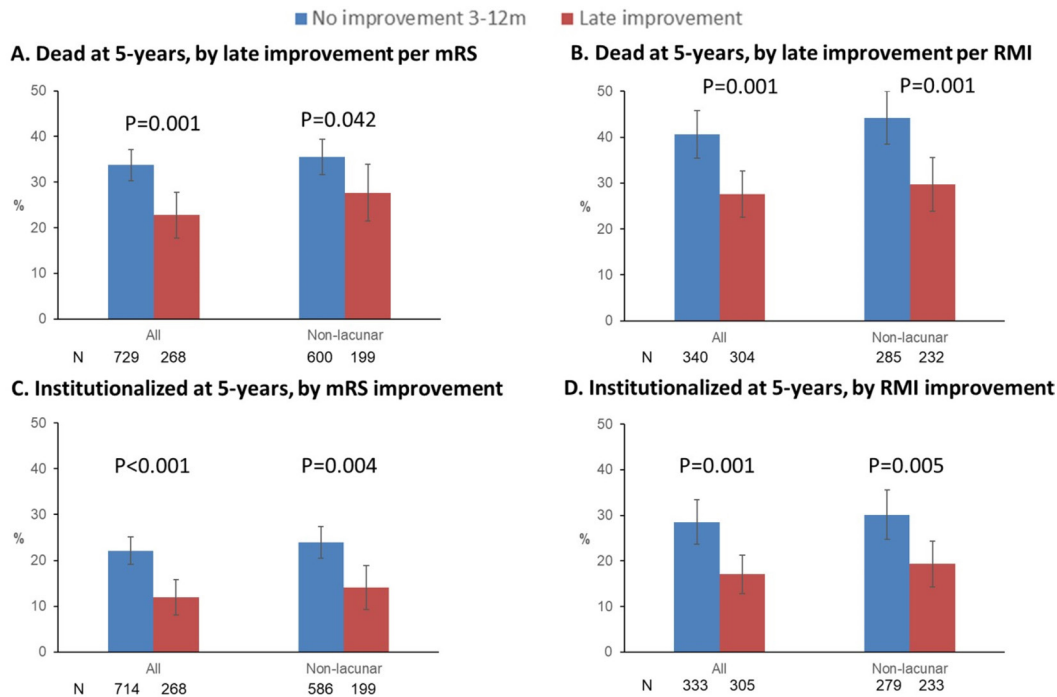 No improvement 3-12m Late improvement
A. Dead at 5-years, by late improvement per mRS
50
40
30
%
20
10
0
P=0.001
P=0.042
All
Non-lacunar
N 729 268 600 199
B. Dead at 5-years, by late improvement per RMI
50
40
30
%
20
10
0
P=0.001
P=0.001
All
Non-lacunar
N 340 304 285 232
C. Institutionalized at 5-years, by mRS improvement
50
40
30
%
20
10
0
P<0.001
P=0.004
All
Non-lacunar
N 714 268 586 199
D. Institutionalized at 5-years, by RMI improvement
50
40
30
%
20
10
0
P=0.001
P=0.005
All
Non-lacunar
N 333 305 279 233